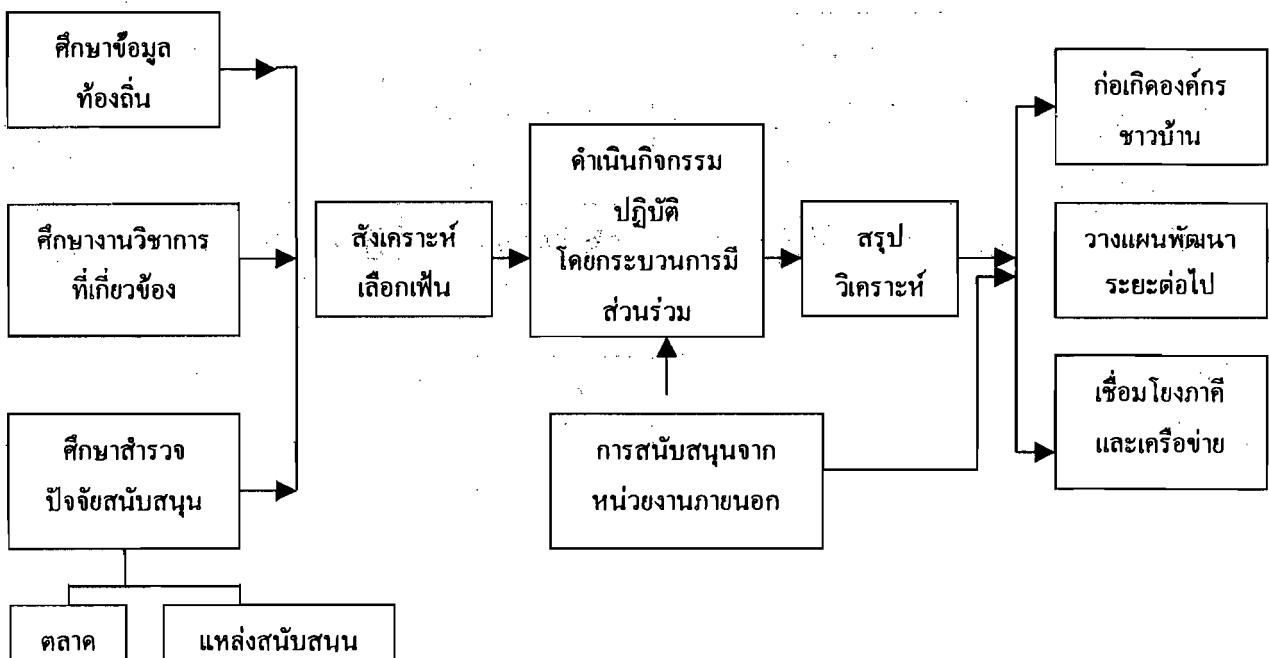 ศึกษาข้อมูล
ท้องถิ่น
ศึกษางานวิชาการ
ที่เกี่ยวข้อง
ศึกษาสำรวจ
ปัจจัยสนับสนุน
ตลาด
แหล่งสนับสนุน
สังเคราะห์
เลือกเฟ้น
ดำเนินกิจกรรม
ปฏิบัติ
โดยกระบวนการมี
ส่วนร่วม
การสนับสนุนจาก
หน่วยงานภายนอก
สรุป
วิเคราะห์
ก่อเกิดองค์กร
ชาวบ้าน
วางแผนพัฒนา
ระยะต่อไป
เชื่อมโยงภาคี
และเครือข่าย